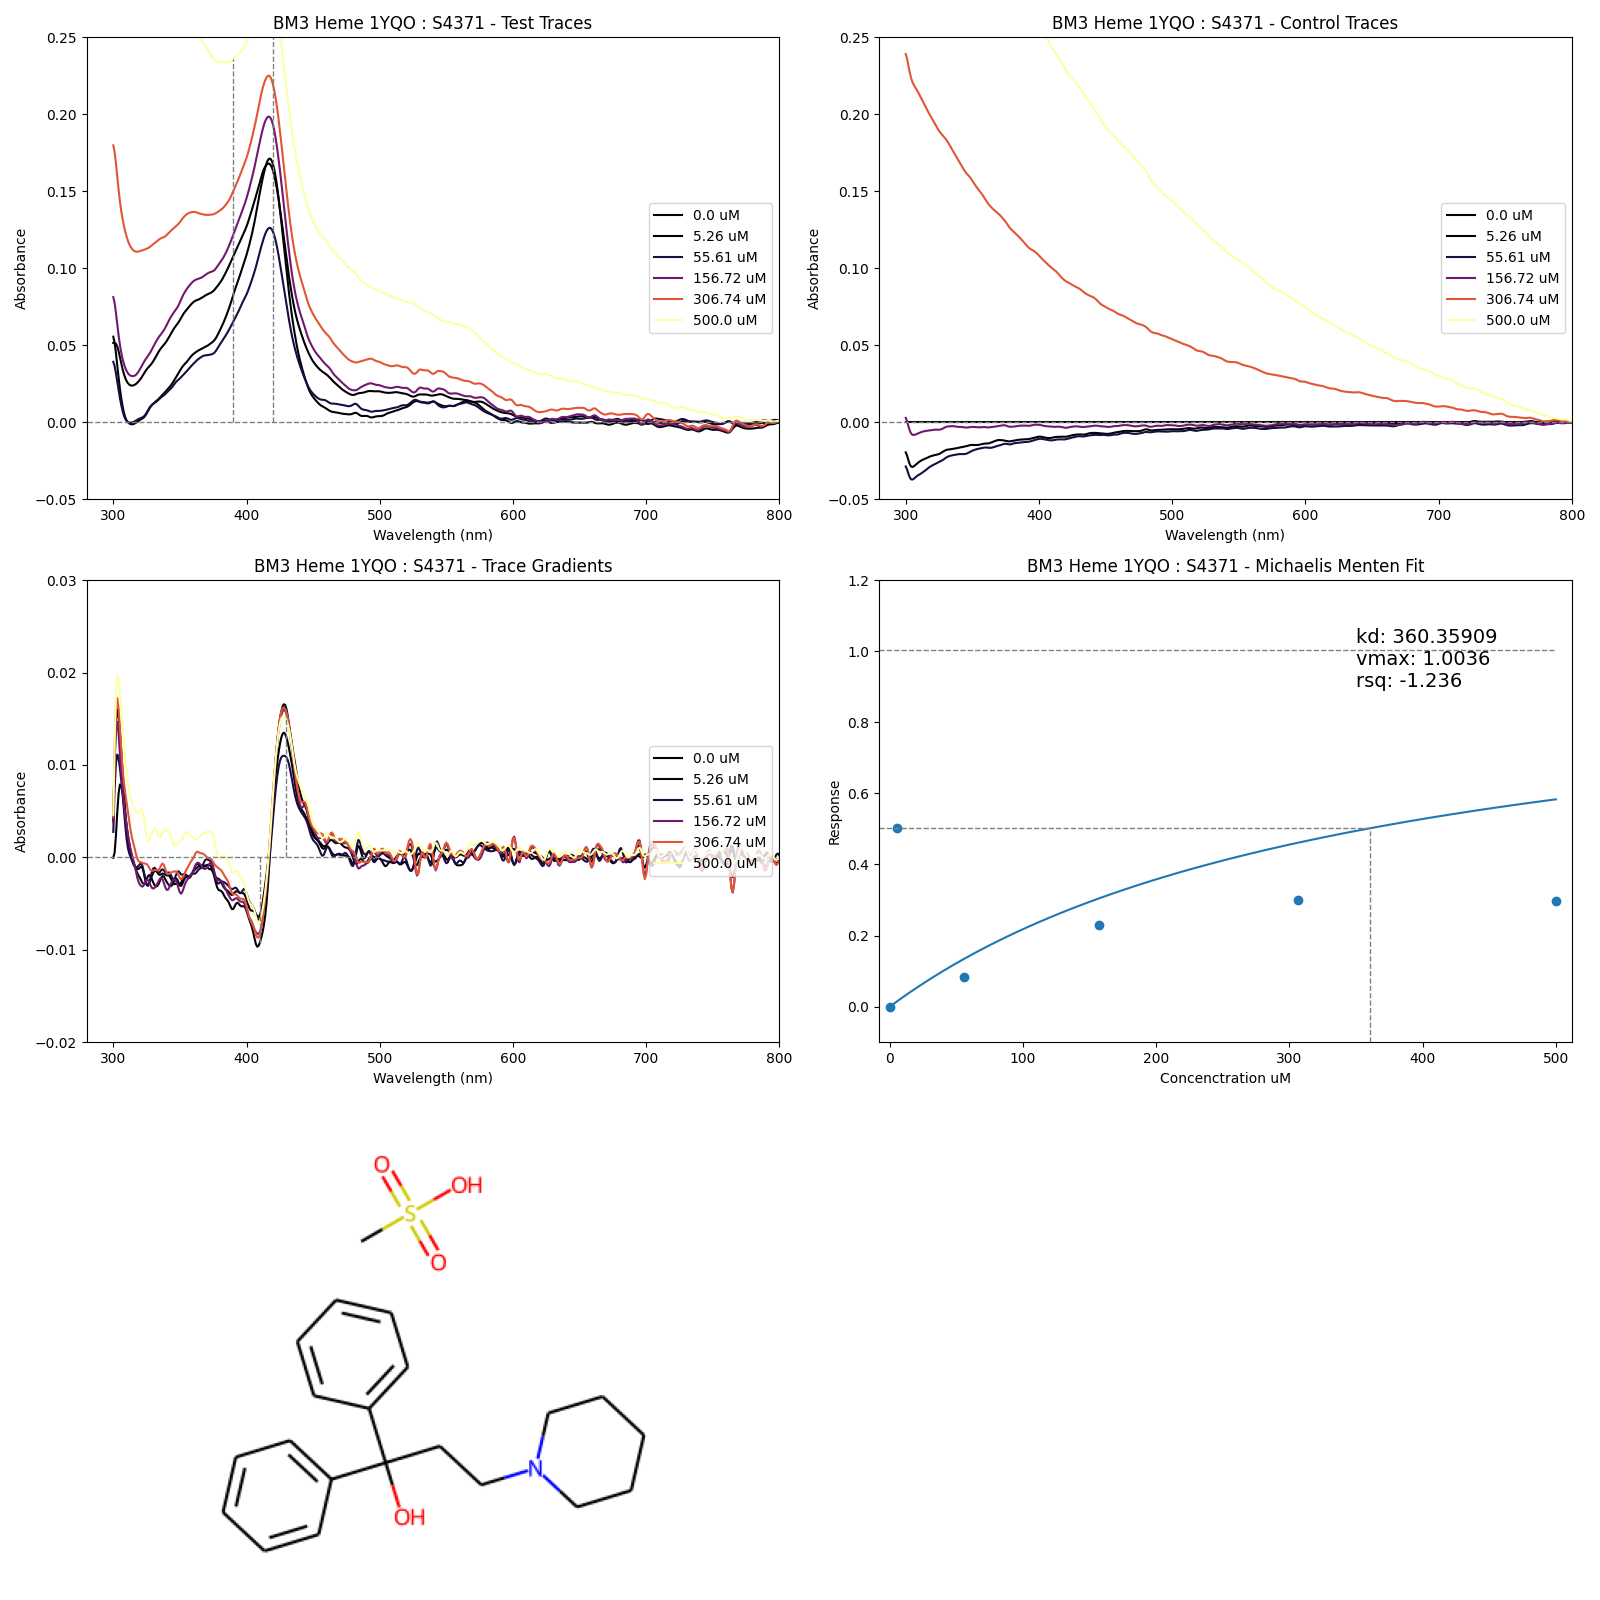 BM3 Heme 1YQO : S4371 - Test Traces
0.25
0.20
0.15
0.10
0.05
0.00
−0.05
Absorbance
300
400
500
600
700
800
Wavelength (nm)
0.0 uM
5.26 uM
55.61 uM
156.72 uM
306.74 uM
500.0 uM
BM3 Heme 1YQO : S4371 - Control Traces
0.25
0.20
0.15
0.10
0.05
0.00
−0.05
Absorbance
300
400
500
600
700
800
Wavelength (nm)
0.0 uM
5.26 uM
55.61 uM
156.72 uM
306.74 uM
500.0 uM
BM3 Heme 1YQO : S4371 - Trace Gradients
0.03
0.02
0.01
0.00
−0.01
−0.02
Absorbance
300
400
500
600
700
800
Wavelength (nm)
0.0 uM
5.26 uM
55.61 uM
156.72 uM
306.74 uM
500.0 uM
BM3 Heme 1YQO : S4371 - Michaelis Menten Fit
1.2
1.0
0.8
0.6
0.4
0.2
0.0
Response
kd: 360.35909
vmax: 1.0036
rsq: -1.236
0
100
200
300
400
500
Concenctration uM
O
OH
S
O
N
OH